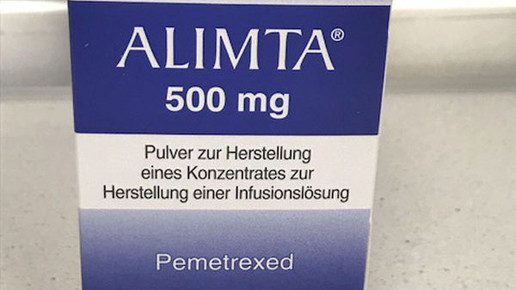 ALIMTA®
500 mg
Pulver zur Herstellung
eines Konzentrates zur
Herstellung einer Infusionslösung
Pemetrexed